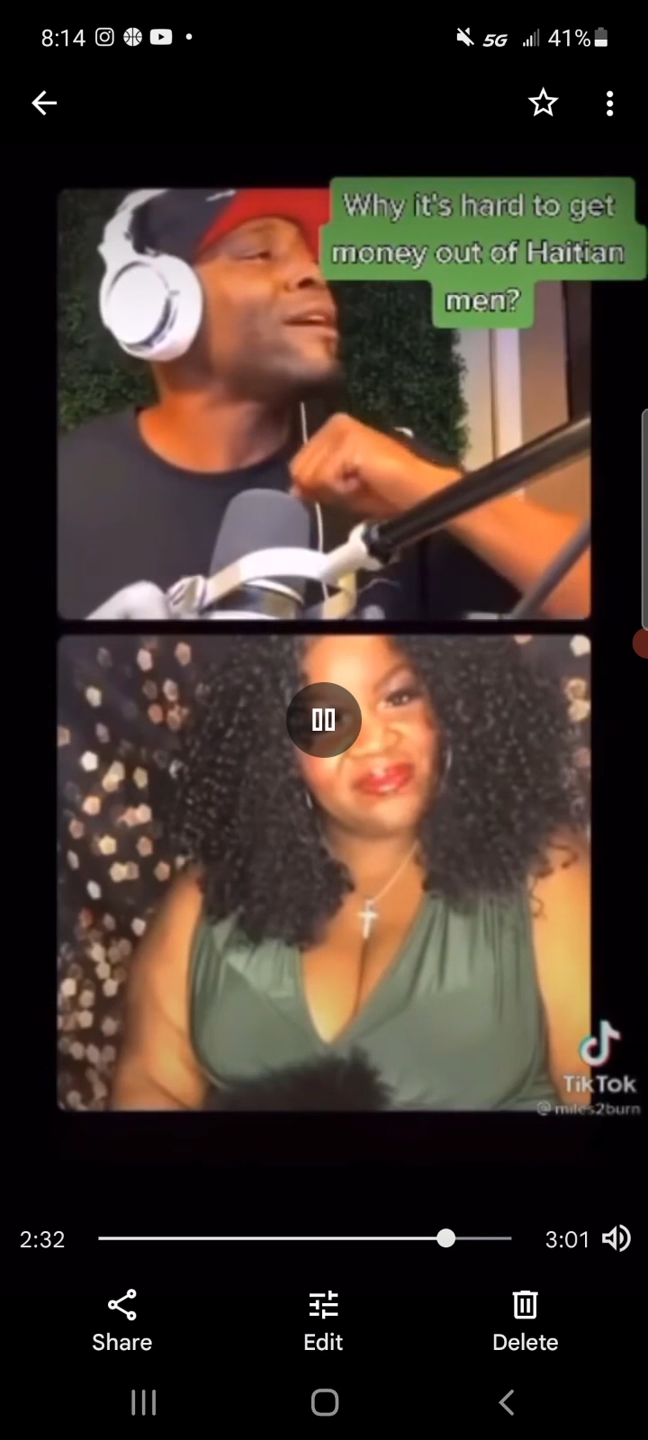 8:14
5G
41%
Why it's hard to get
money out of Haitian
men?
TikTok
@miles2burn
2:32
3:01
Share
Edit
Delete